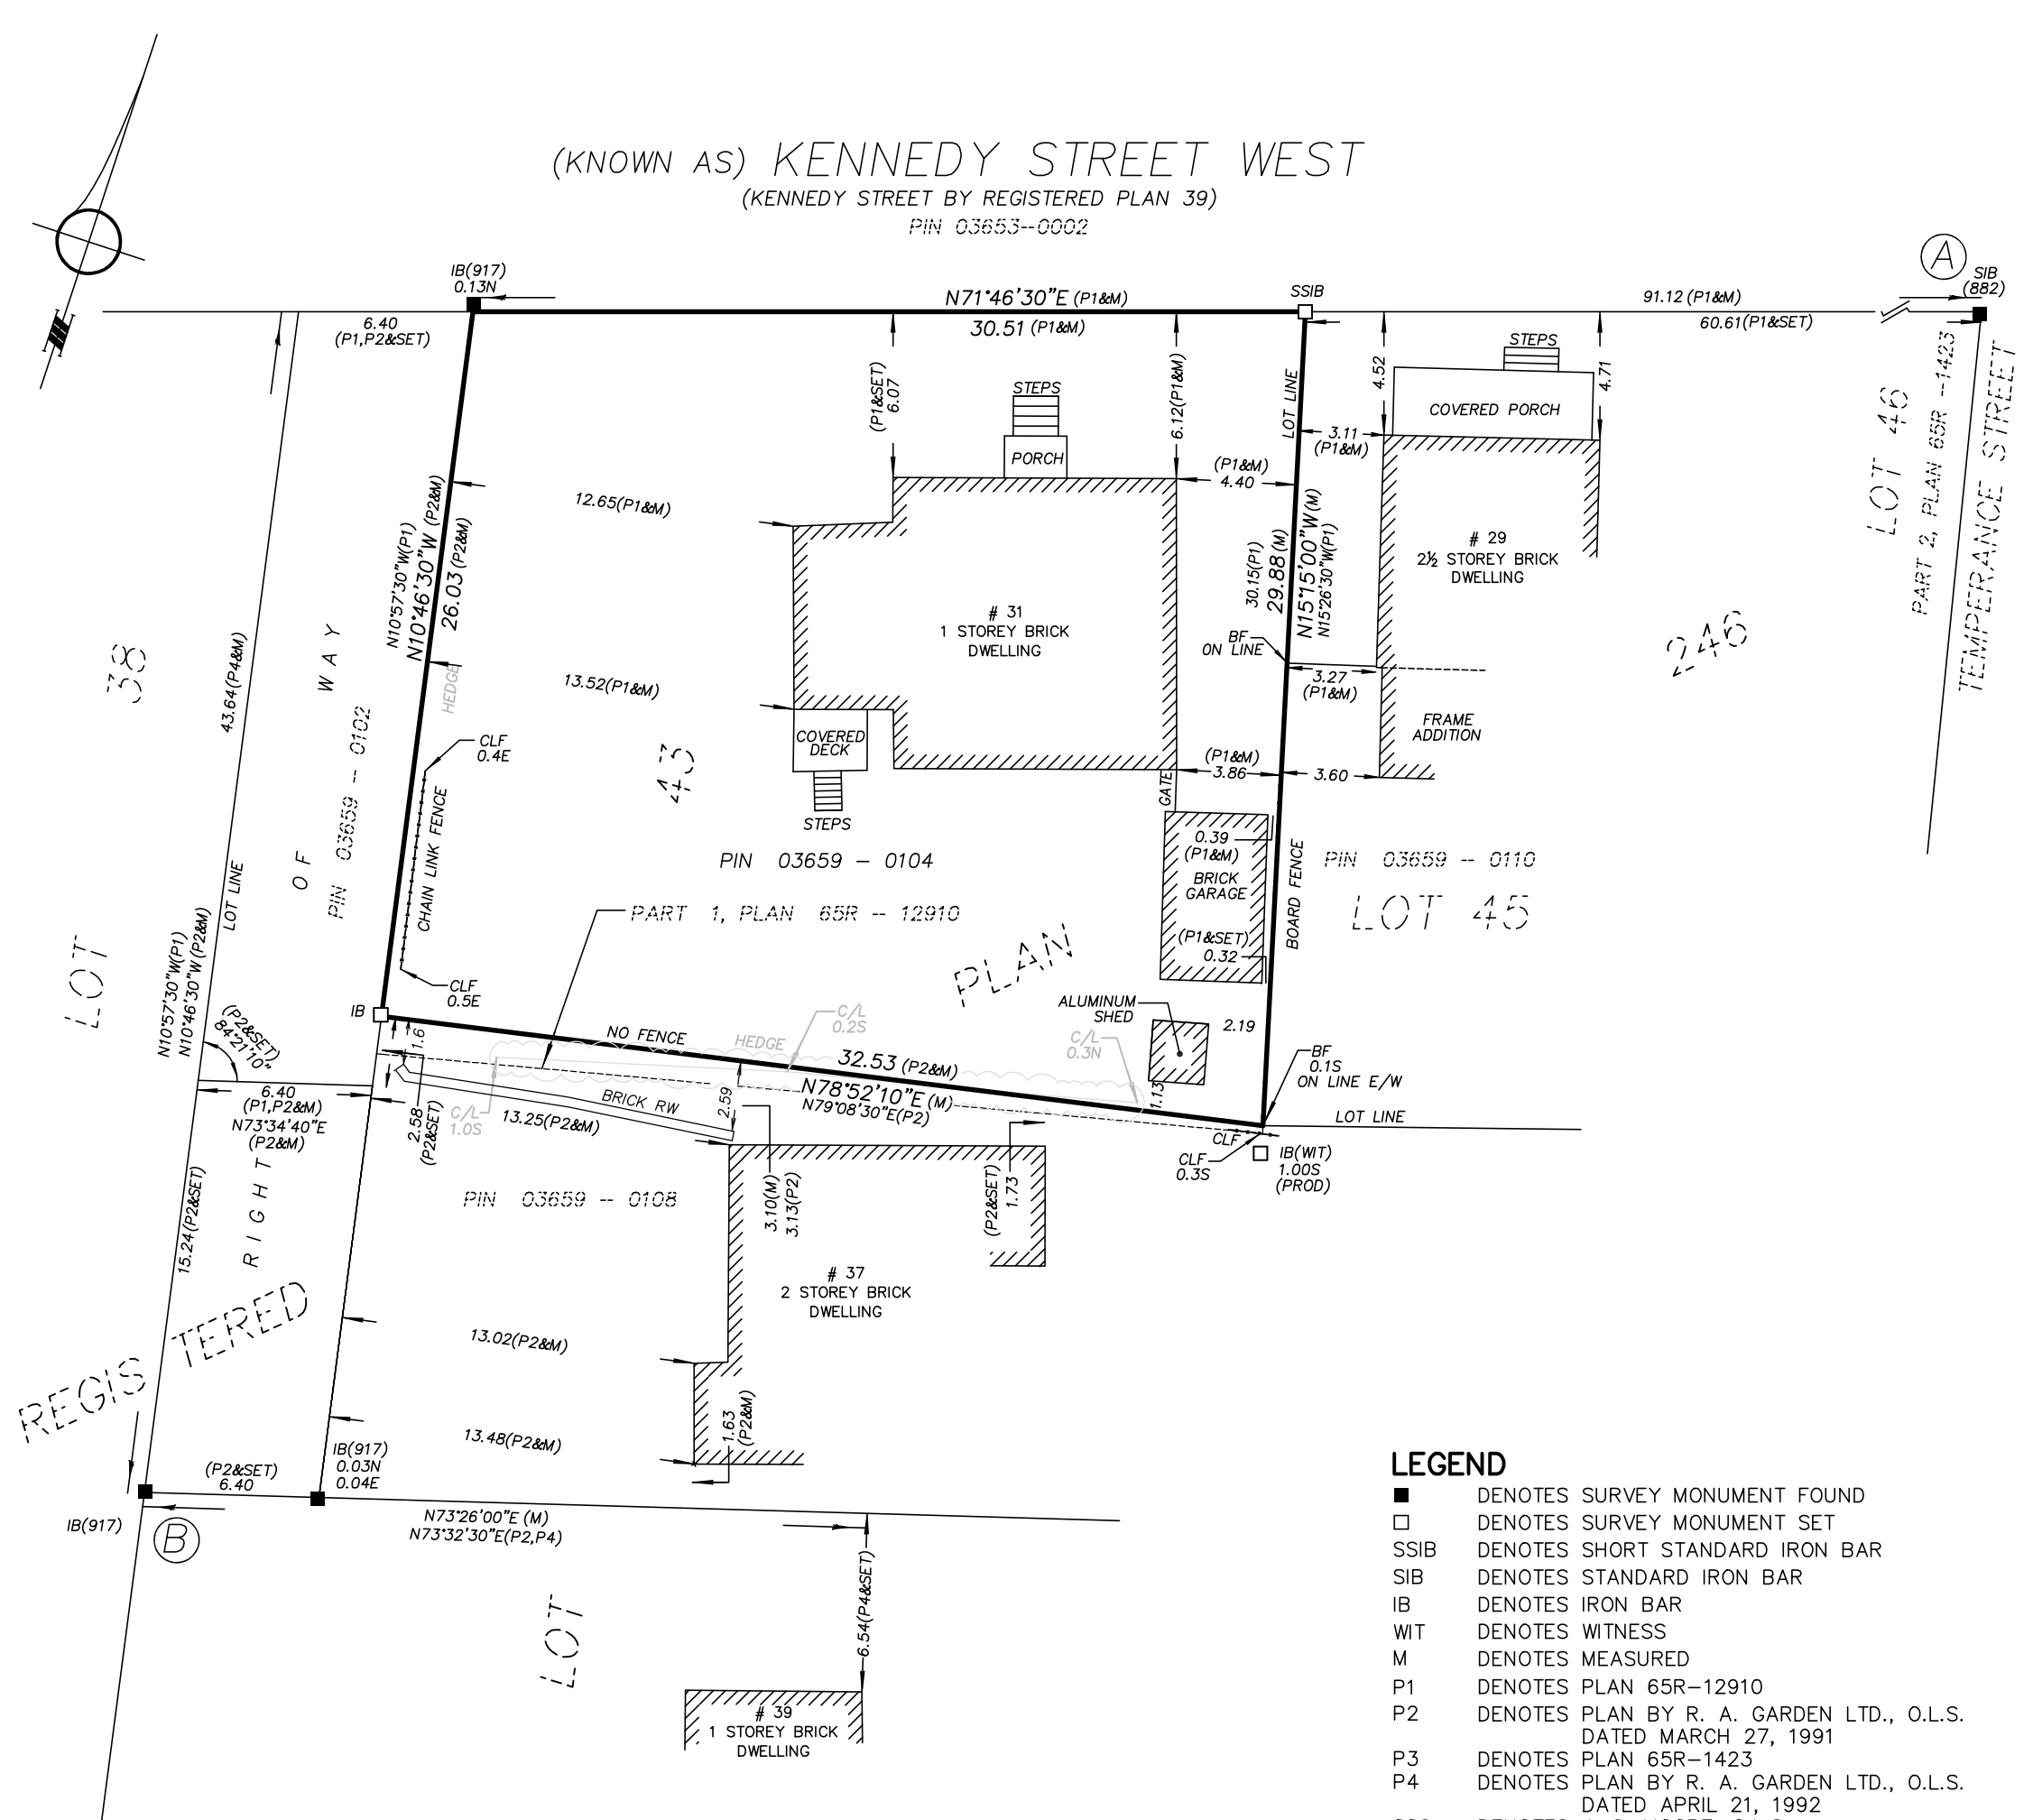 (KNOWN AS) KENNEDY STREET WEST
(KENNEDY STREET BY REGISTERED PLAN 39)
PIN 03653--0002
A
IB(917)
0.13N
N71°46'30"E (P1&M)
30.51 (P1&M)
SSIB
91.12 (P1&M)
60.61(P1&SET)
SIB
(882)
6.40
(P1,P2&SET)
(P1&SET)
6.07
STEPS
PORCH
6.12(P1&M)
LOT LINE
4.52
STEPS
COVERED PORCH
4.71
3.11
(P1&M)
LOT 46
PART 2, PLAN 65R --1423
TEMPERANCE STREET
(P1&M)
4.40
12.65(P1&M)
N10°57'30"W(P1)
N10°46'30"W (P2&M)
26.03 (P2&M)
30.15(P1)
29.88 (M)
N15°15'00"W(M)
N15°26'30"W(P1)
# 29
2½ STOREY BRICK
DWELLING
# 31
1 STOREY BRICK
DWELLING
BF
ON LINE
246
38
43.64(P4&M)
WAY
HEDGE
13.52(P1&M)
3.27
(P1&M)
FRAME
ADDITION
CLF
0.4E
43
COVERED
DECK
(P1&M)
3.86
3.60
GATE
STEPS
CHAIN LINK FENCE
OF
PIN 03659 -- 0102
LOT LINE
PIN 03659 – 0104
0.39
(P1&M)
BRICK
GARAGE
BOARD FENCE
PIN 03659 -- 0110
LOT 45
PART 1, PLAN 65R -- 12910
PLAN
(P1&SET)
0.32
LOT
N10°57'30"W(P1)
N10°46'30"W (P2&M)
CLF
0.5E
IB
ALUMINUM
SHED
2.19
(P2&SET)
84°21'10"
1.6
NO FENCE
HEDGE
C/L
0.2S
C/L
0.3N
32.53 (P2&M)
N78°52'10"E (M)
N79°08'30"E(P2)
1.13
BF
0.1S
ON LINE E/W
LOT LINE
6.40
(P1,P2&M)
N73°34'40"E
(P2&M)
2.58
(P2&SET)
C/L
1.0S
BRICK RW
13.25(P2&M)
2.59
CLF
CLF
0.3S
IB(WIT)
1.00S
(PROD)
15.24(P2&SET)
RIGHT
PIN 03659 -- 0108
3.10(M)
3.13(P2)
(P2&SET)
1.73
# 37
2 STOREY BRICK
DWELLING
REGIS TERED
13.02(P2&M)
1.63
(P2&M)
13.48(P2&M)
(P2&SET)
6.40
IB(917)
0.03N
0.04E
IB(917)
B
N73°26'00"E (M)
N73°32'30"E(P2,P4)
LOT
6.54(P4&SET)
# 39
1 STOREY BRICK
DWELLING
LEGEND
■ DENOTES SURVEY MONUMENT FOUND
□ DENOTES SURVEY MONUMENT SET
SSIB DENOTES SHORT STANDARD IRON BAR
SIB DENOTES STANDARD IRON BAR
IB DENOTES IRON BAR
WIT DENOTES WITNESS
M DENOTES MEASURED
P1 DENOTES PLAN 65R–12910
P2 DENOTES PLAN BY R. A. GARDEN LTD., O.L.S.
DATED MARCH 27, 1991
P3 DENOTES PLAN 65R–1423
P4 DENOTES PLAN BY R. A. GARDEN LTD., O.L.S.
DATED APRIL 21, 1992